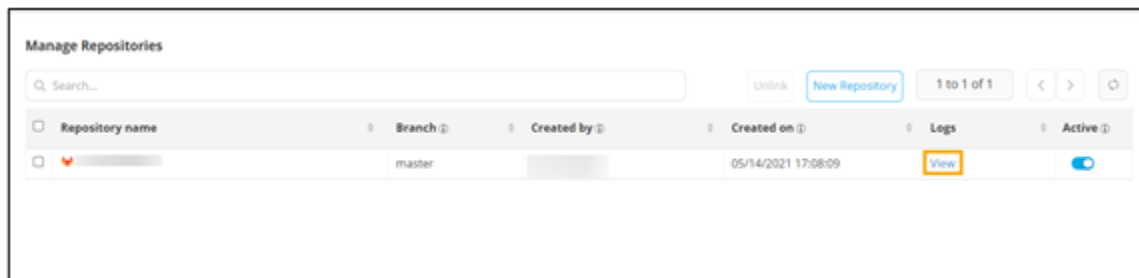 Manage Repositories
Search...
Unlink New Repository 1 to 1 of 1
Repository name Branch Created by Created on Logs Active
master 05/14/2021 17:08:09 View